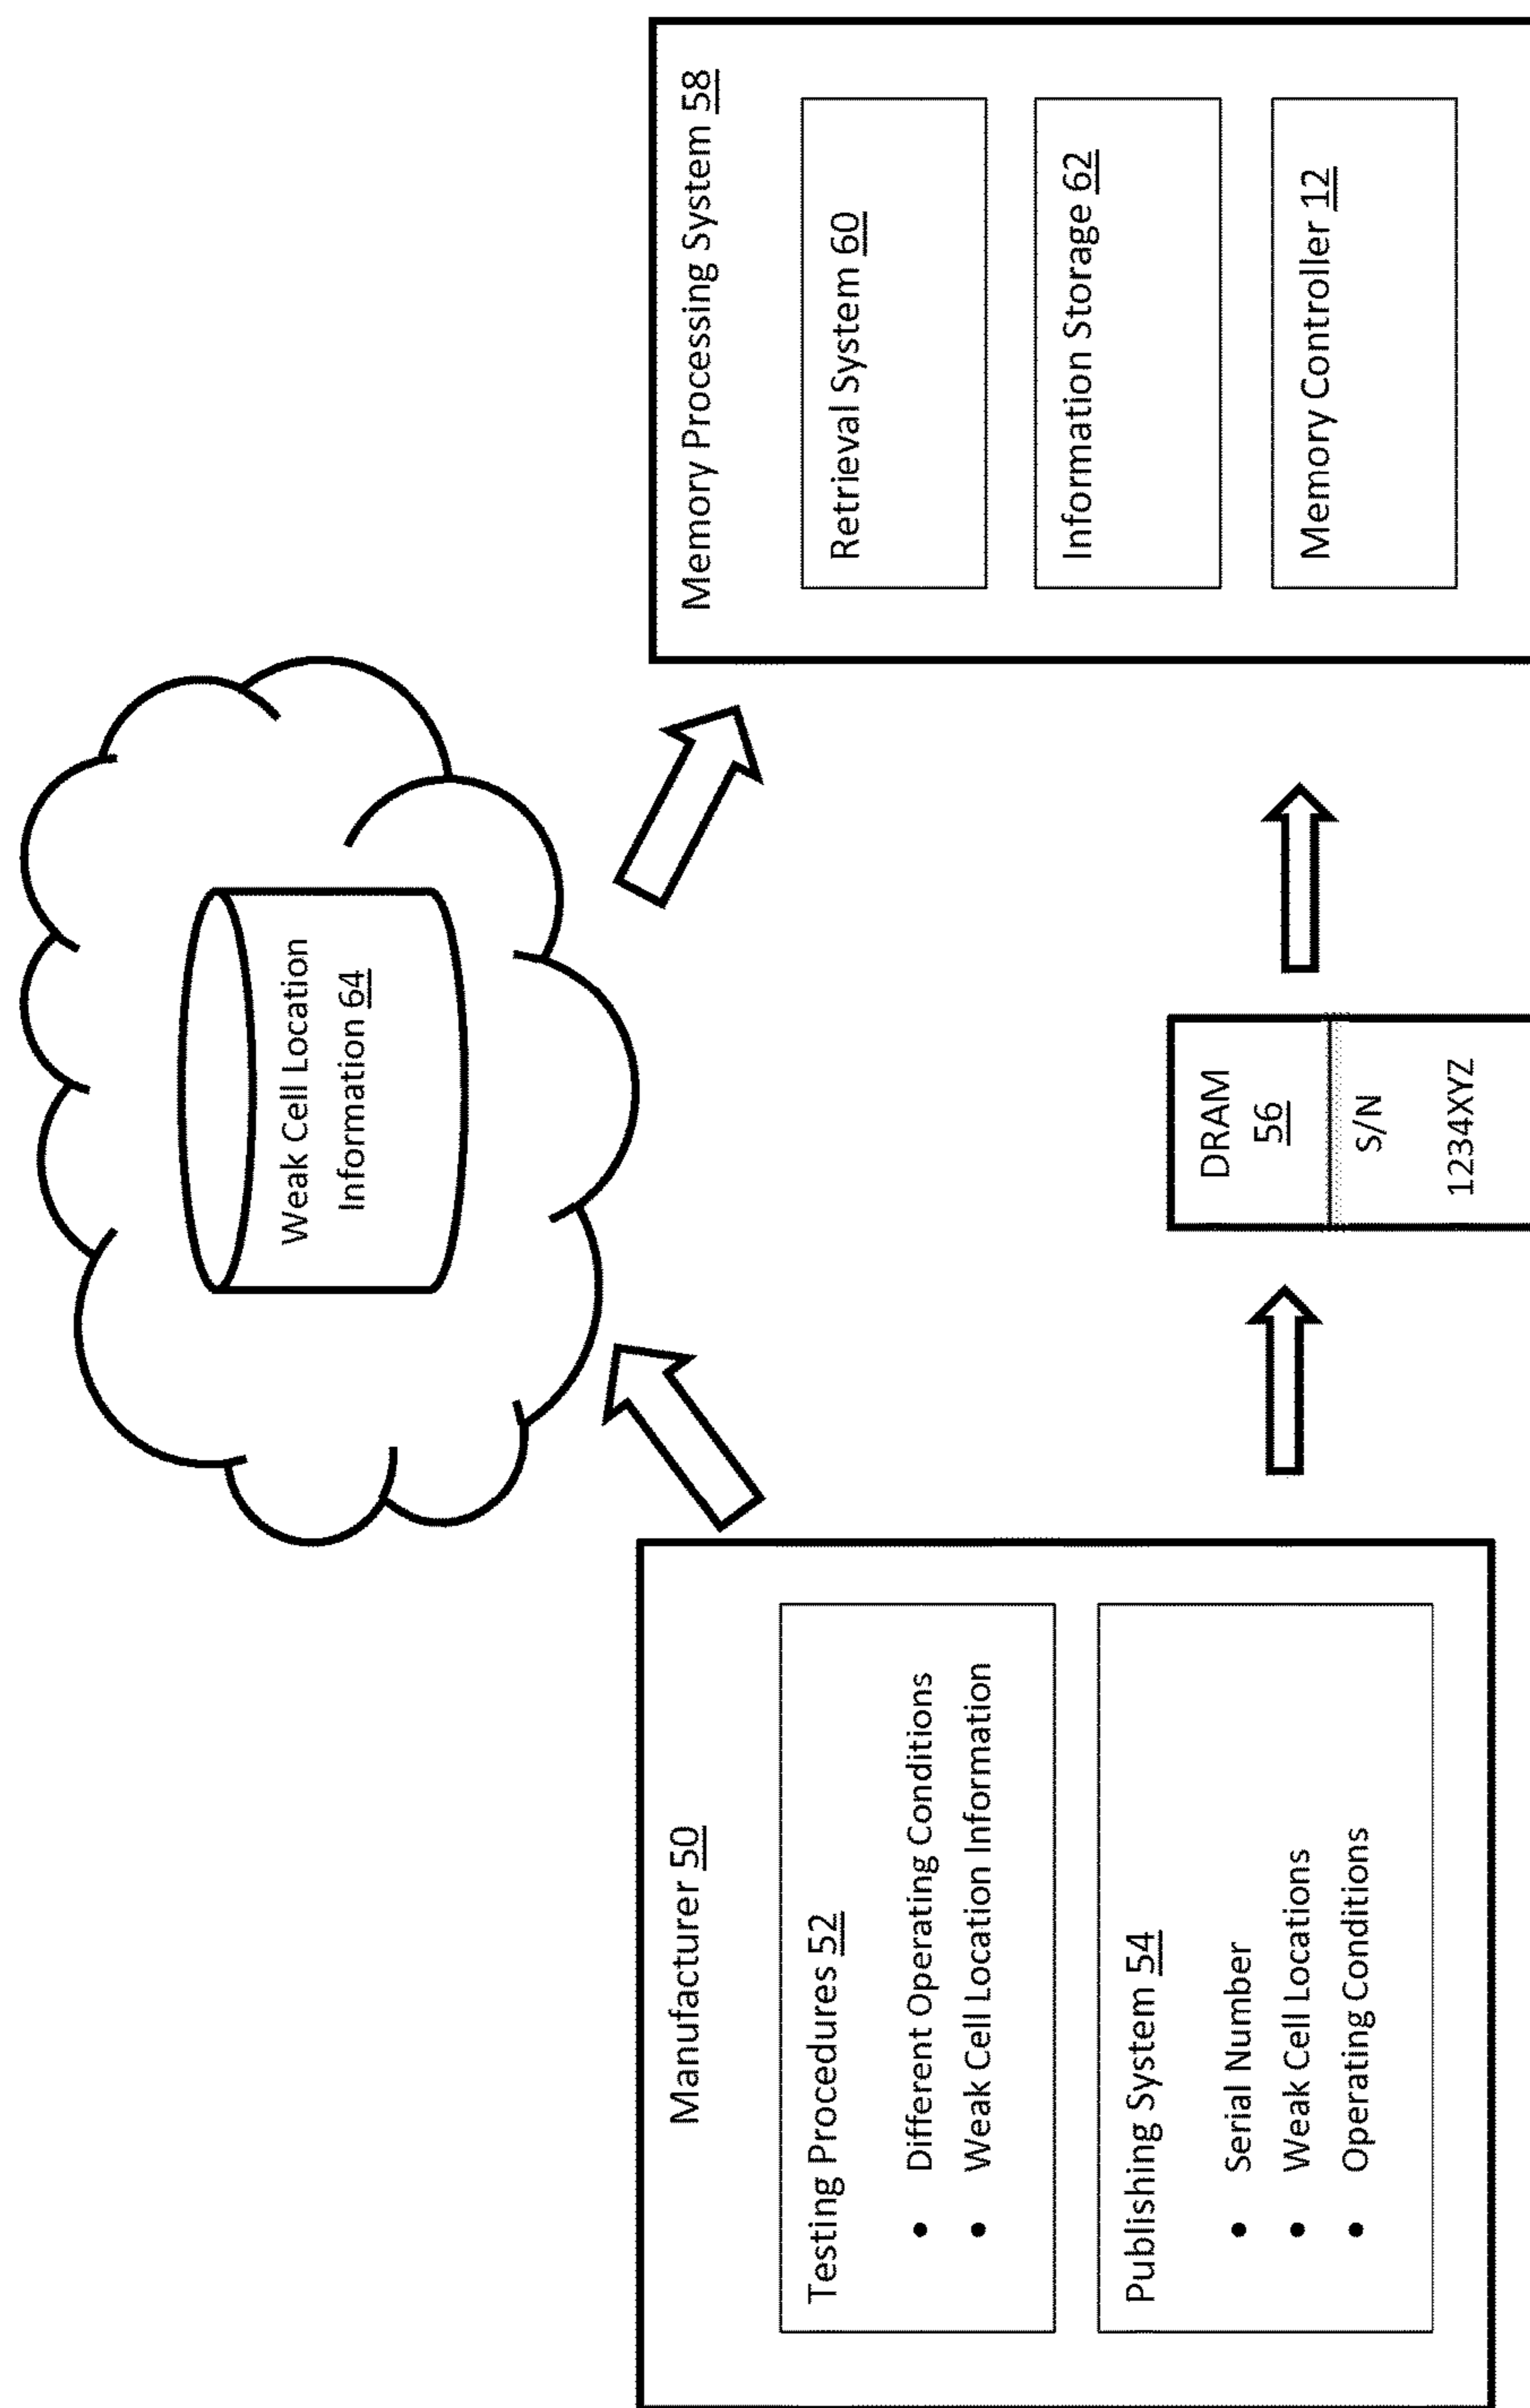 Manufacturer 50
Testing Procedures 52
• Different Operating Conditions
• Weak Cell Location Information
Publishing System 54
• Serial Number
• Weak Cell Locations
• Operating Conditions
Weak Cell Location
Information 64
DRAM
56
S/N
1234XYZ
Memory Processing System 58
Retrieval System 60
Information Storage 62
Memory Controller 12